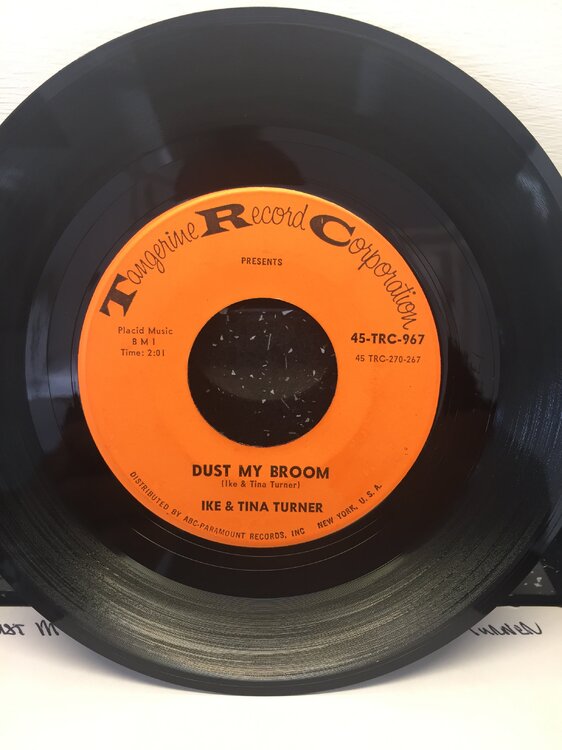 Tangerine Record Corporation
PRESENTS
Placid Music
B M I
Time: 2:01
45-TRC-967
45 TRC-270-267
DUST MY BROOM
(Ike & Tina Turner)
IKE & TINA TURNER
DISTRIBUTED BY ABC-PARAMOUNT RECORDS, INC NEW YORK, U.S.A.
Turner